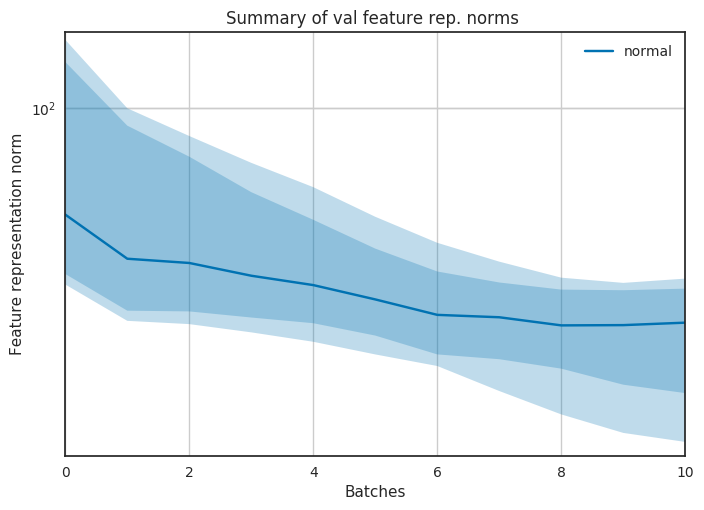 Summary of val feature rep. norms
normal
10²
Feature representation norm
0 2 4 6 8 10
Batches